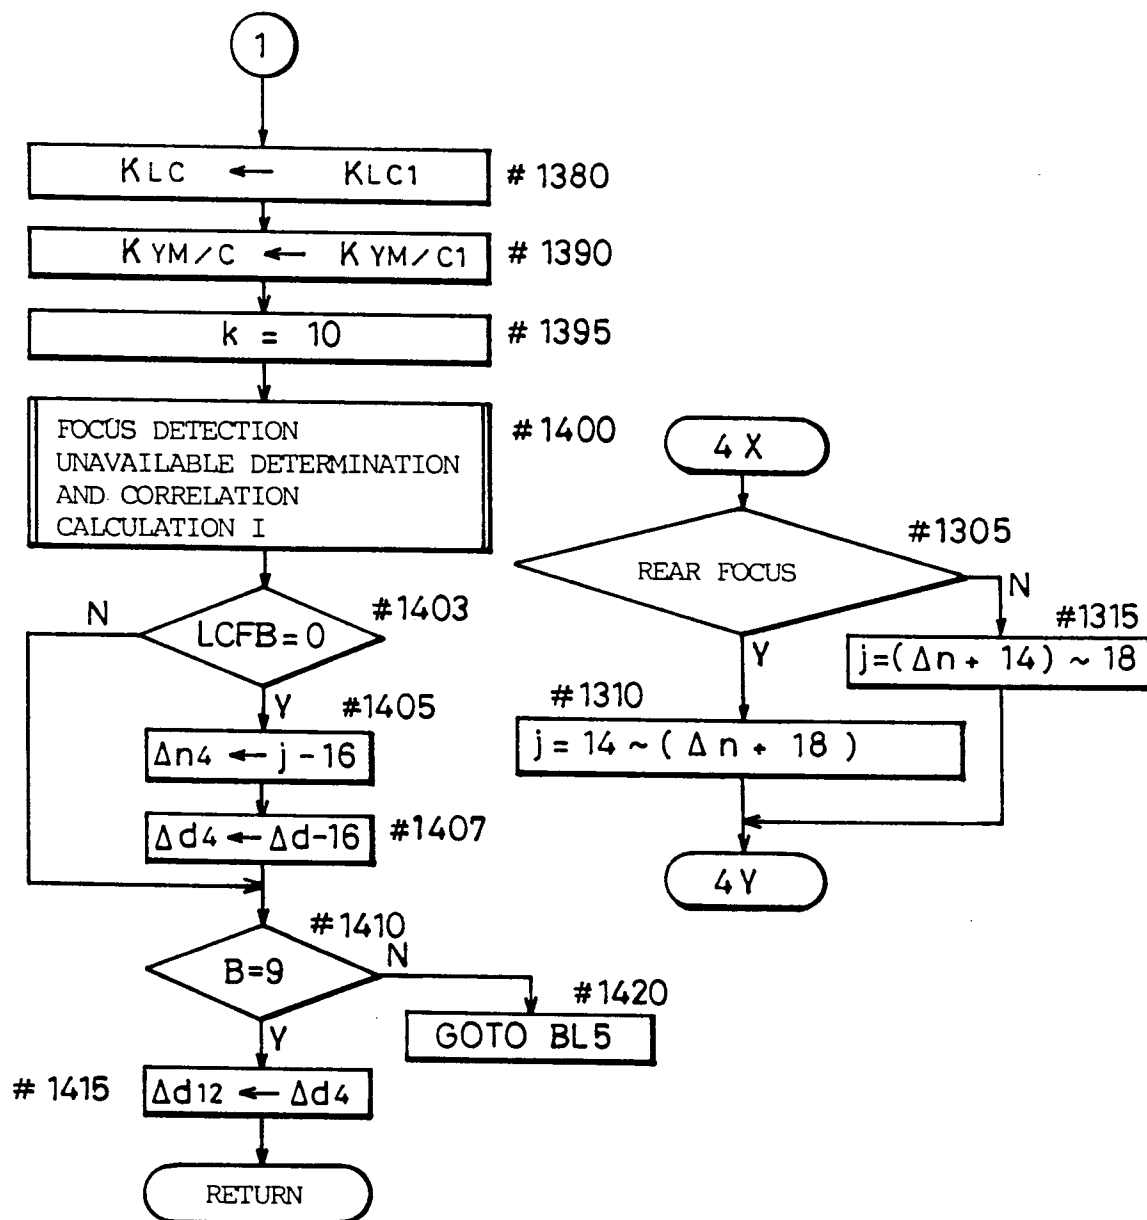 1
KLC ← KLC1 #1380
KYM/C ← KYM/C1 #1390
k = 10 #1395
FOCUS DETECTION
UNAVAILABLE DETERMINATION
AND CORRELATION
CALCULATION I
#1400
LCFB=0 #1403
N
Y
#1405
Δn4 ← j-16
Δd4 ← Δd-16 #1407
#1410
B=9
N
Y
#1420
GOTO BL5
#1415 Δd12 ← Δd4
RETURN
4X
#1305
REAR FOCUS
N
Y
#1315
j=(Δn+ 14) ~ 18
#1310
j= 14 ~ ( Δn + 18 )
4Y